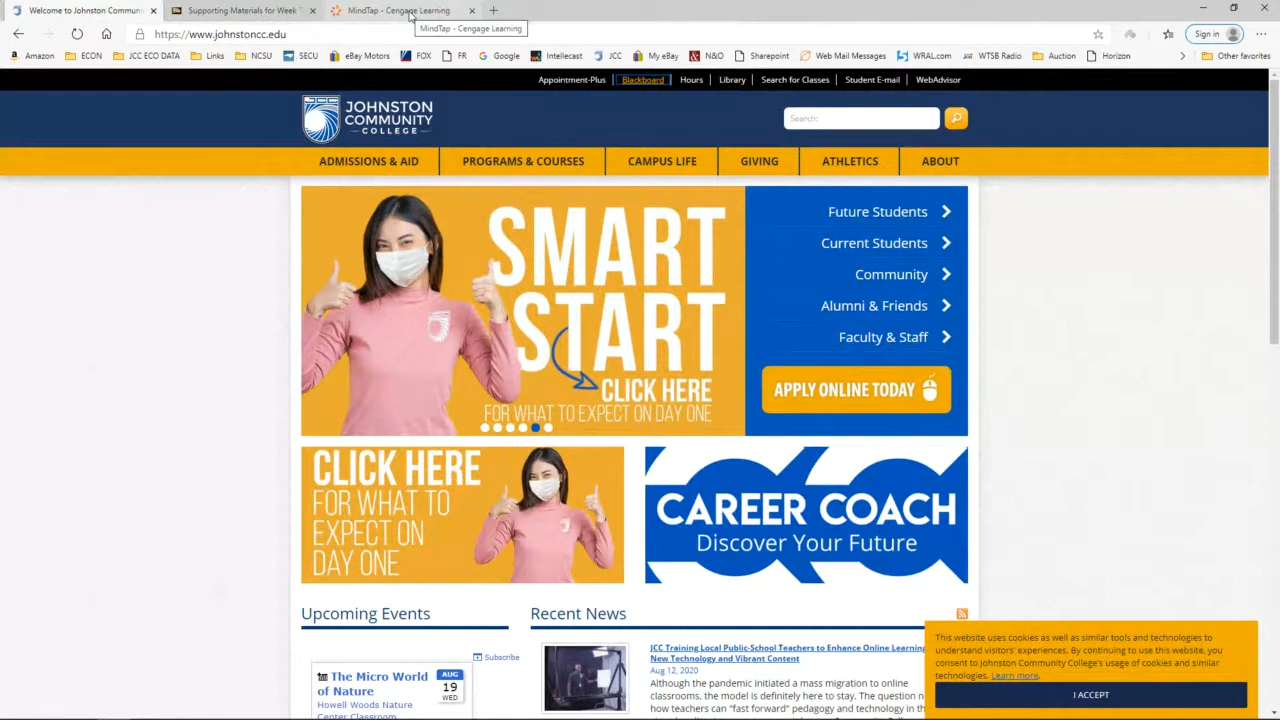 Welcome to Johnston Commun
Supporting Materials for Week
MindTap - Cengage Learning
MindTap - Cengage Learning
https://www.johnstoncc.edu
Sign in
Amazon ECON JCC ECO DATA Links NCSU SECU eBay Motors FOX FR Google Intellecast JCC My eBay N&O Sharepoint Web Mail Messages WRAL.com WTSB Radio Auction Horizon Other favorites
Appointment-Plus Blackboard Hours Library Search for Classes Student E-mail WebAdvisor
JCC
JOHNSTON
COMMUNITY
COLLEGE
Search:
ADMISSIONS & AID PROGRAMS & COURSES CAMPUS LIFE GIVING ATHLETICS ABOUT
SMART
START
CLICK HERE
FOR WHAT TO EXPECT ON DAY ONE
Future Students
Current Students
Community
Alumni & Friends
Faculty & Staff
APPLY ONLINE TODAY
CLICK HERE
FOR WHAT TO
EXPECT ON
DAY ONE
CAREER COACH
Discover Your Future
Upcoming Events
Subscribe
The Micro World
of Nature
Howell Woods Nature
Center Classroom
AUG
19
WED
Recent News
JCC Training Local Public-School Teachers to Enhance Online Learning
New Technology and Vibrant Content
Aug 12, 2020
Although the pandemic initiated a mass migration to online
classrooms, the model is definitely here to stay. The question n
how teachers can "fast forward" pedagogy and technology in th
This website uses cookies as well as similar tools and technologies to
understand visitors' experiences. By continuing to use this website, you
consent to Johnston Community College's usage of cookies and similar
technologies. Learn more.
I ACCEPT